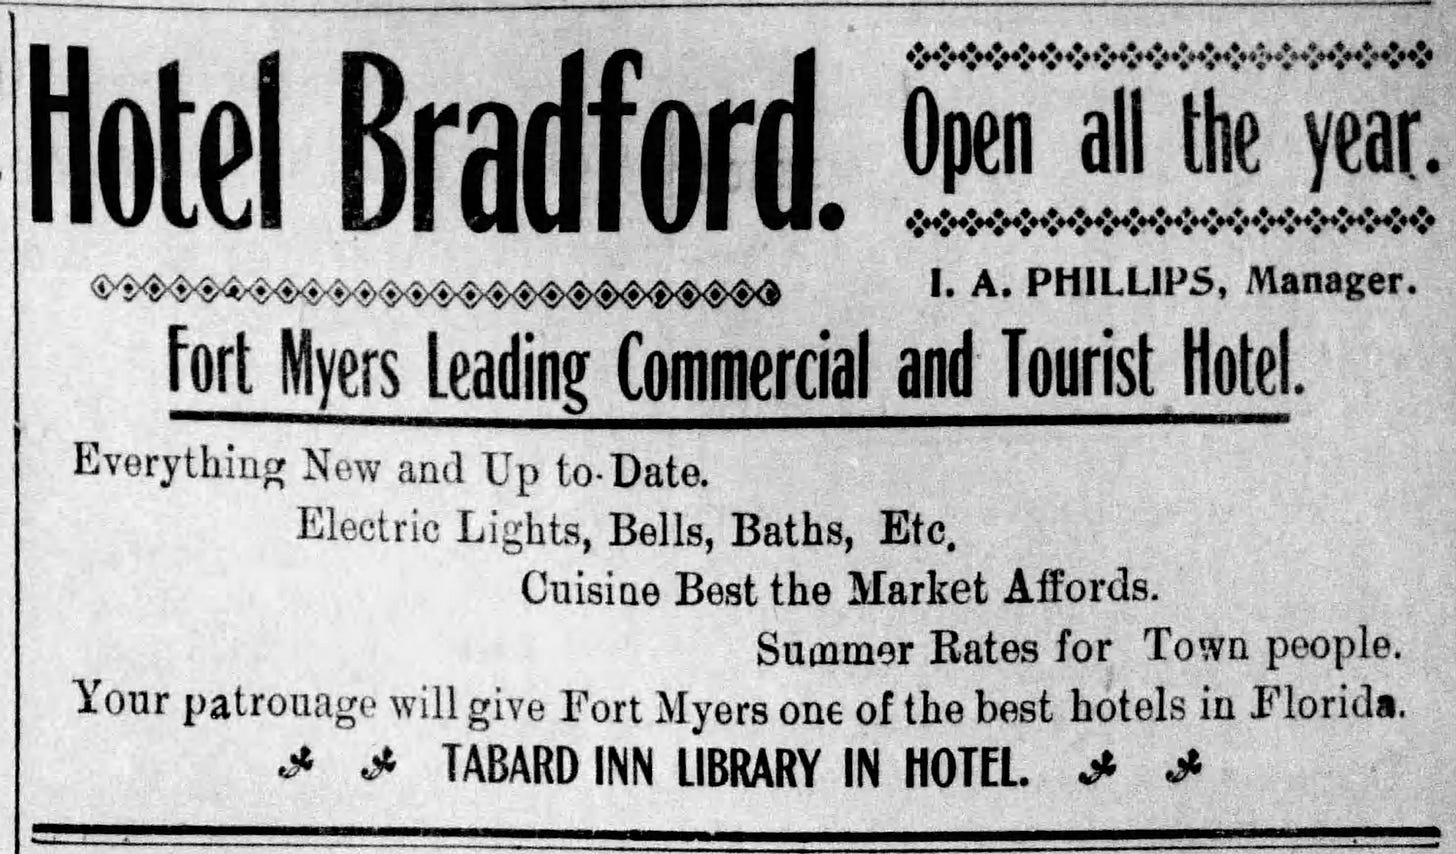 Hotel Bradford.
Open all the year.
I. A. PHILLIPS, Manager.
Fort Myers Leading Commercial and Tourist Hotel.
Everything New and Up to-Date.
Electric Lights, Bells, Baths, Etc.
Cuisine Best the Market Affords.
Summer Rates for Town people.
Your patronage will give Fort Myers one of the best hotels in Florida.
TABARD INN LIBRARY IN HOTEL.